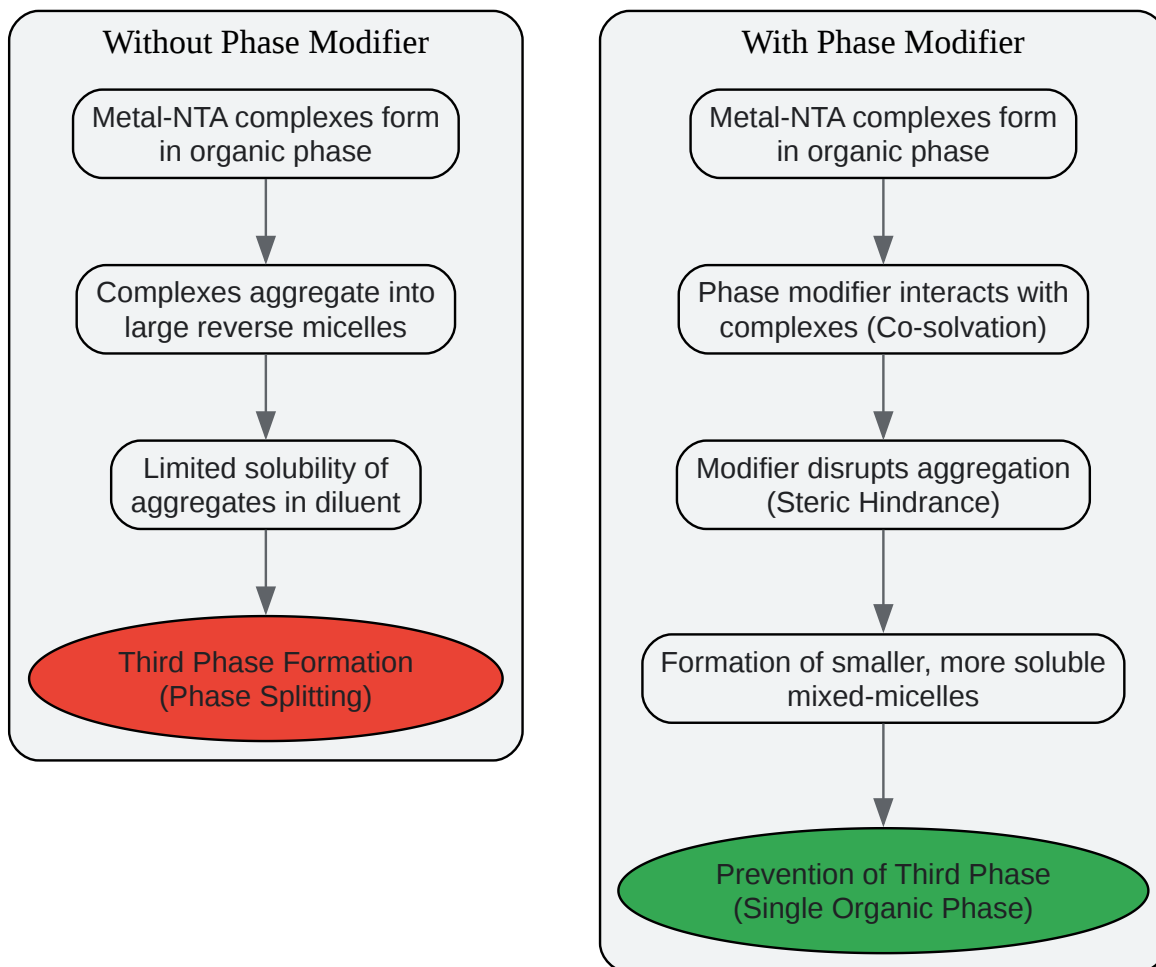 Without Phase Modifier
Metal-NTA complexes form
in organic phase
Complexes aggregate into
large reverse micelles
Limited solubility of
aggregates in diluent
Third Phase Formation
(Phase Splitting)
With Phase Modifier
Metal-NTA complexes form
in organic phase
Phase modifier interacts with
complexes (Co-solvation)
Modifier disrupts aggregation
(Steric Hindrance)
Formation of smaller, more soluble
mixed-micelles
Prevention of Third Phase
(Single Organic Phase)